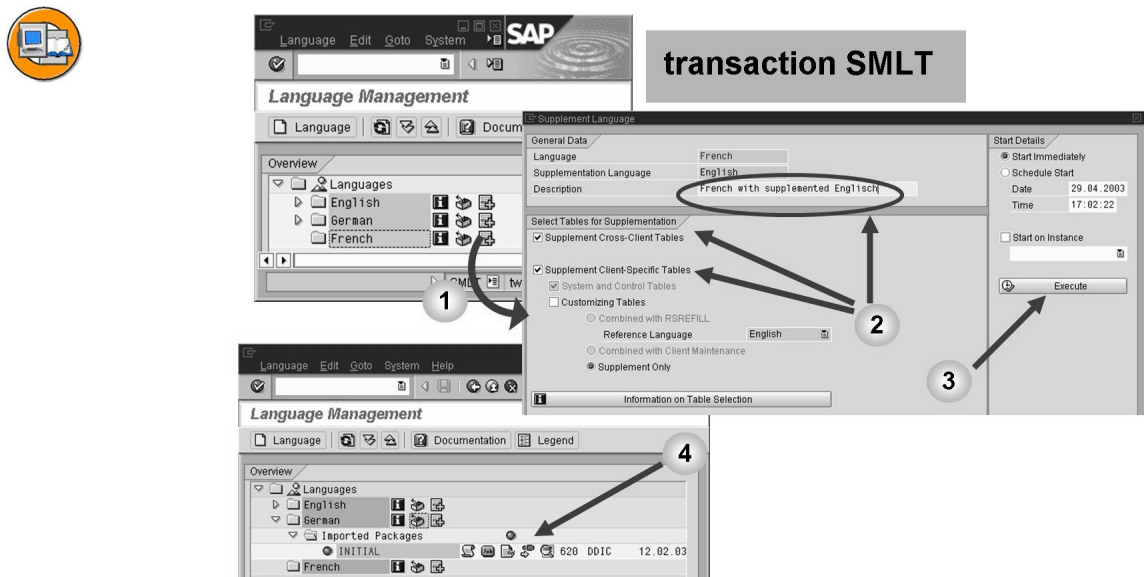 Language Edit Goto System
SAP
Language Management
Language Docum
Overview
Languages
English
German
French
SMLT tw
1
transaction SMLT
Supplement Language
General Data
Language French
Supplementation Language English
Description French with supplemented Englisch
Select Tables for Supplementation
Supplement Cross-Client Tables
Supplement Client-Specific Tables
System and Control Tables
Customizing Tables
Combined with RSREFILL
Reference Language English
Combined with Client Maintenance
Supplement Only
Information on Table Selection
Start Details
Start Immediately
Schedule Start
Date 29.04.2003
Time 17:02:22
Start on Instance
Execute
2
3
Language Edit Goto System Help
Language Management
Language Documentation Legend
Overview
Languages
English
German
Imported Packages
INITIAL 620 DDIC 12.02.03
French
4